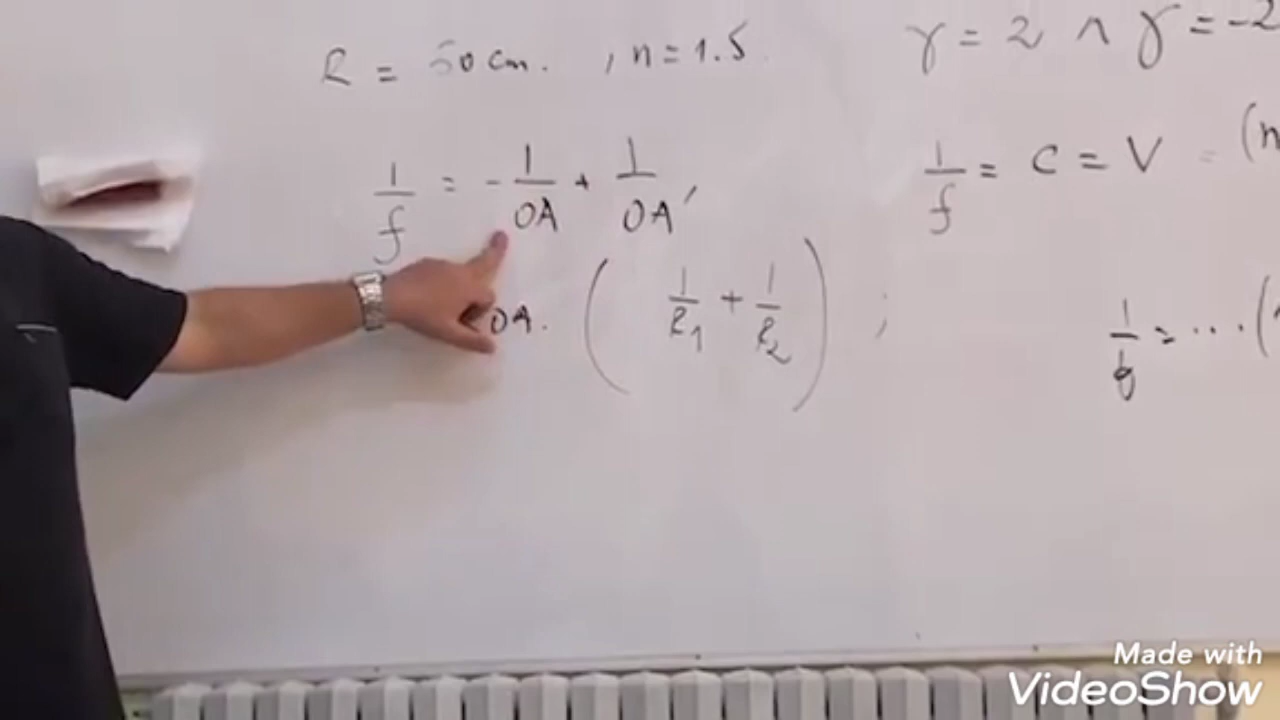 R = 50 cm. , n = 1.5
γ = 2 ∧ γ = -2
1/f = - 1/OA + 1/OA'
1/f = C = V = (n
OA. ( 1/R₁ + 1/R₂ ) ;
= .... (
Made with
VideoShow